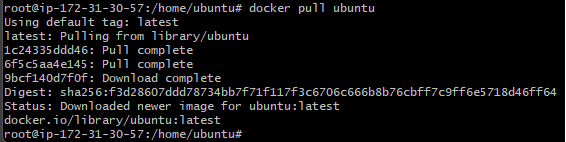 root@ip-172-31-30-57:/home/ubuntu# docker pull ubuntu
Using default tag: latest
latest: Pulling from library/ubuntu
1c24335ddd46: Pull complete
6f5c5aa4e145: Pull complete
9bcf140d7f0f: Download complete
Digest: sha256:f3d28607ddd78734bb7f71f117f3c6706c666b8b76cbff7c9ff6e5718d46ff64
Status: Downloaded newer image for ubuntu:latest
docker.io/library/ubuntu:latest
root@ip-172-31-30-57:/home/ubuntu#